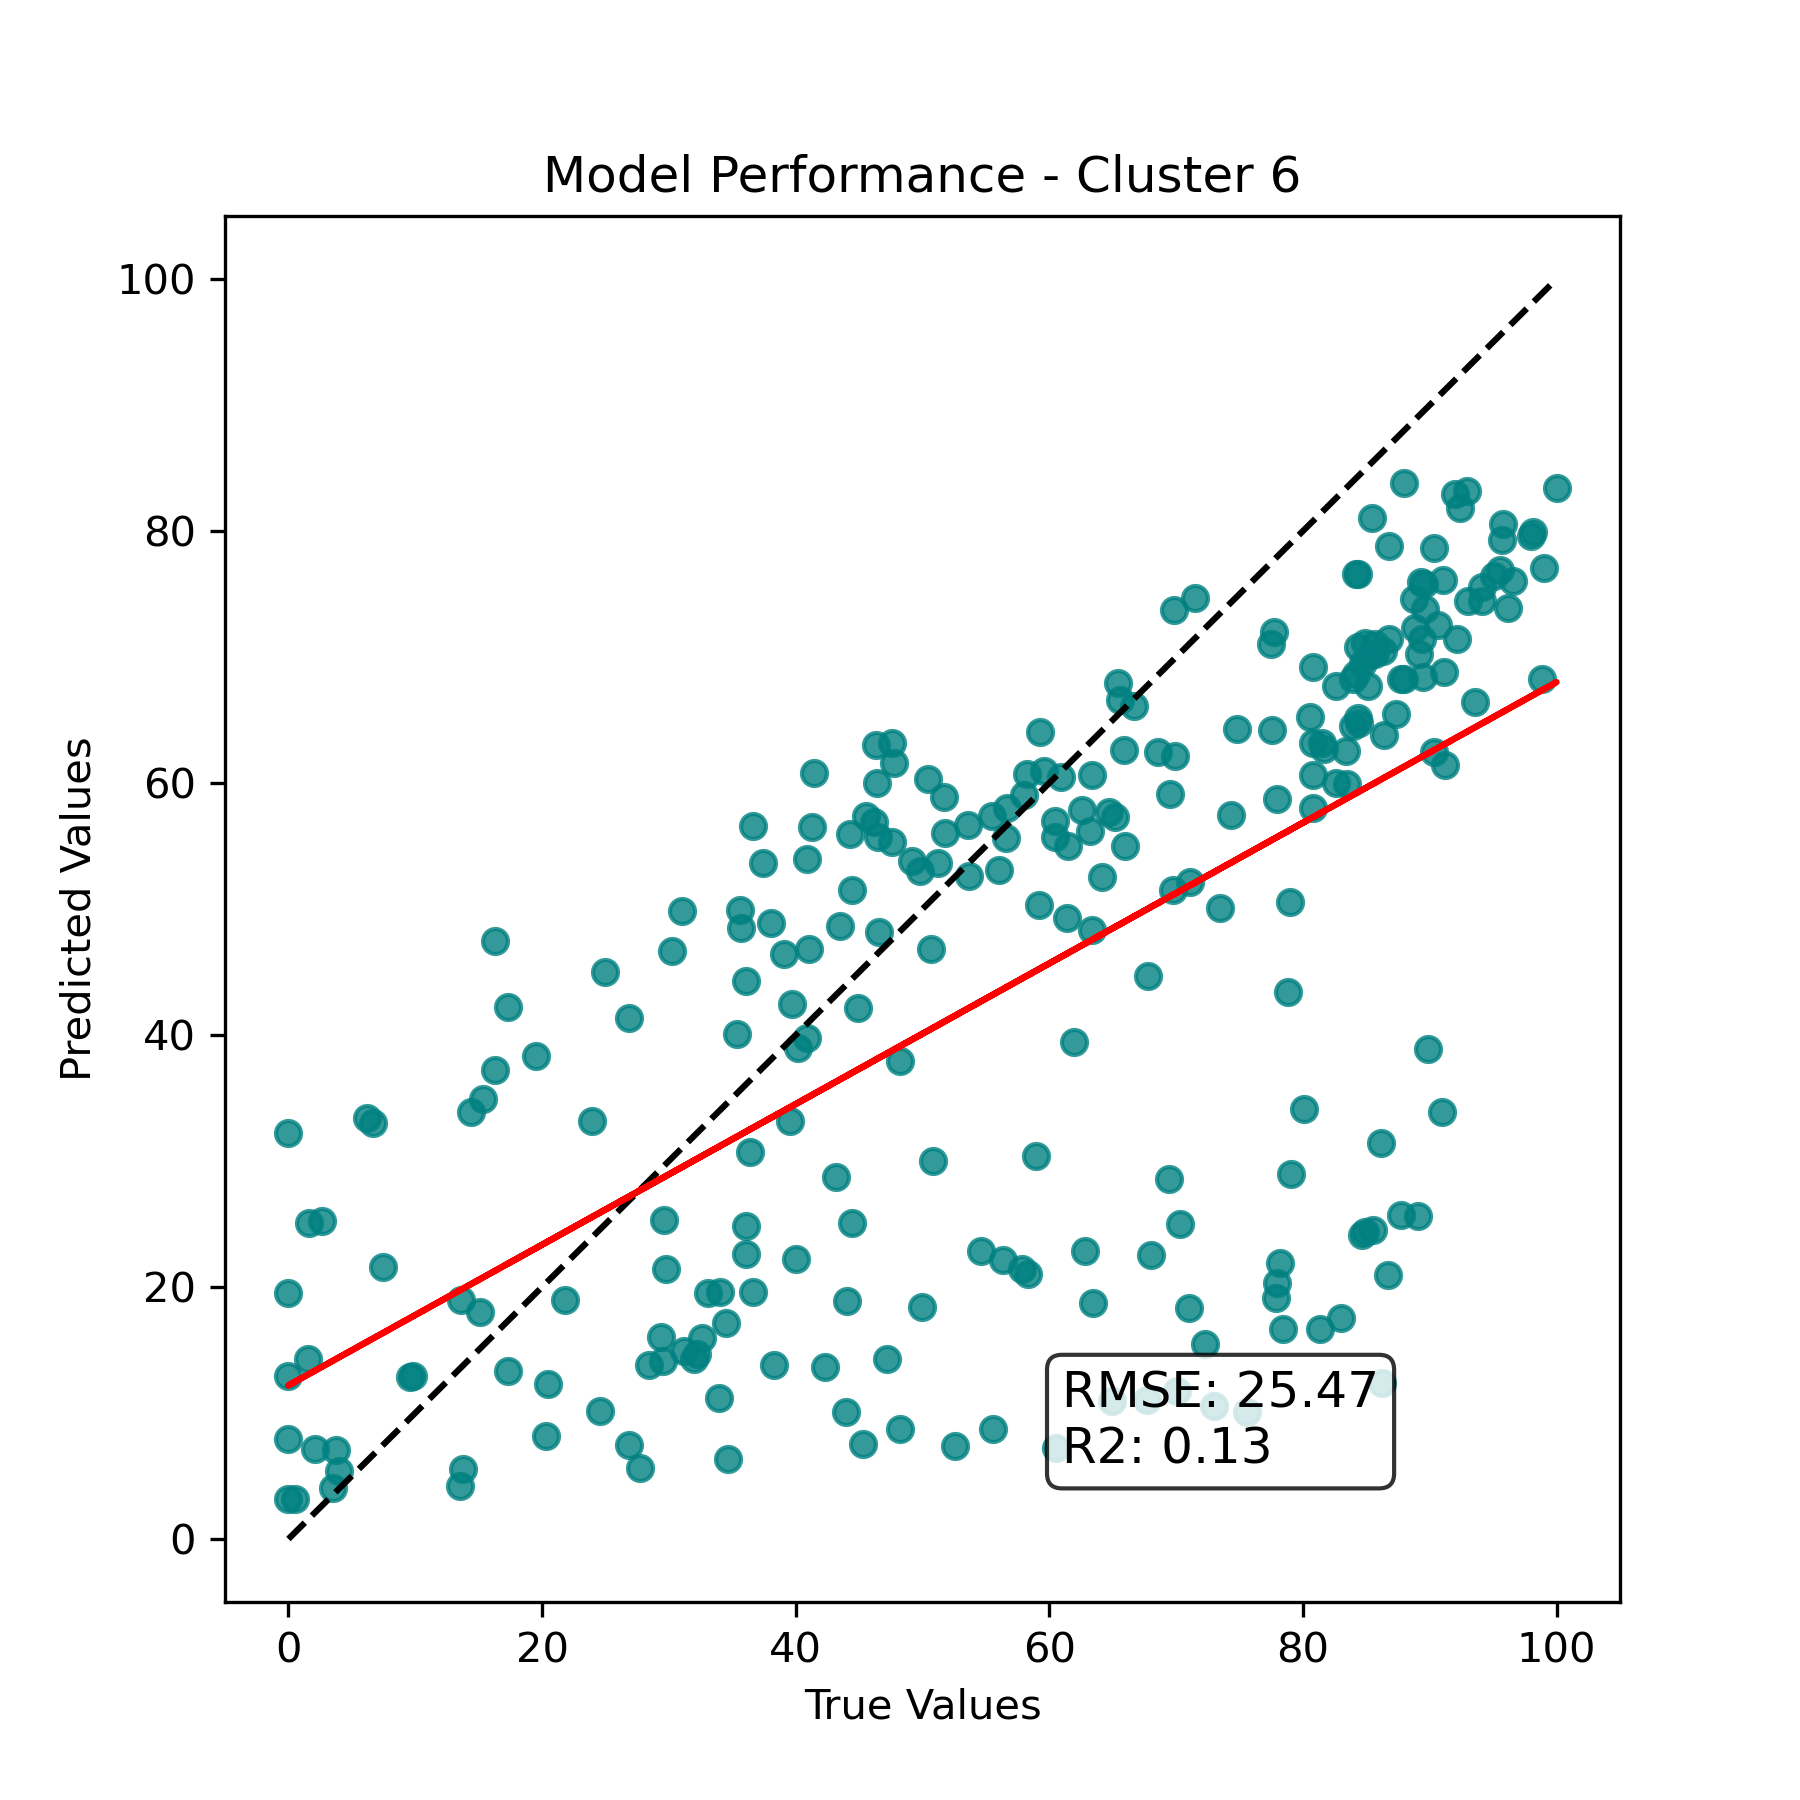 Model Performance - Cluster 6
100
80
60
40
20
0
Predicted Values
RMSE: 25.47
R2: 0.13
0 20 40 60 80 100
True Values